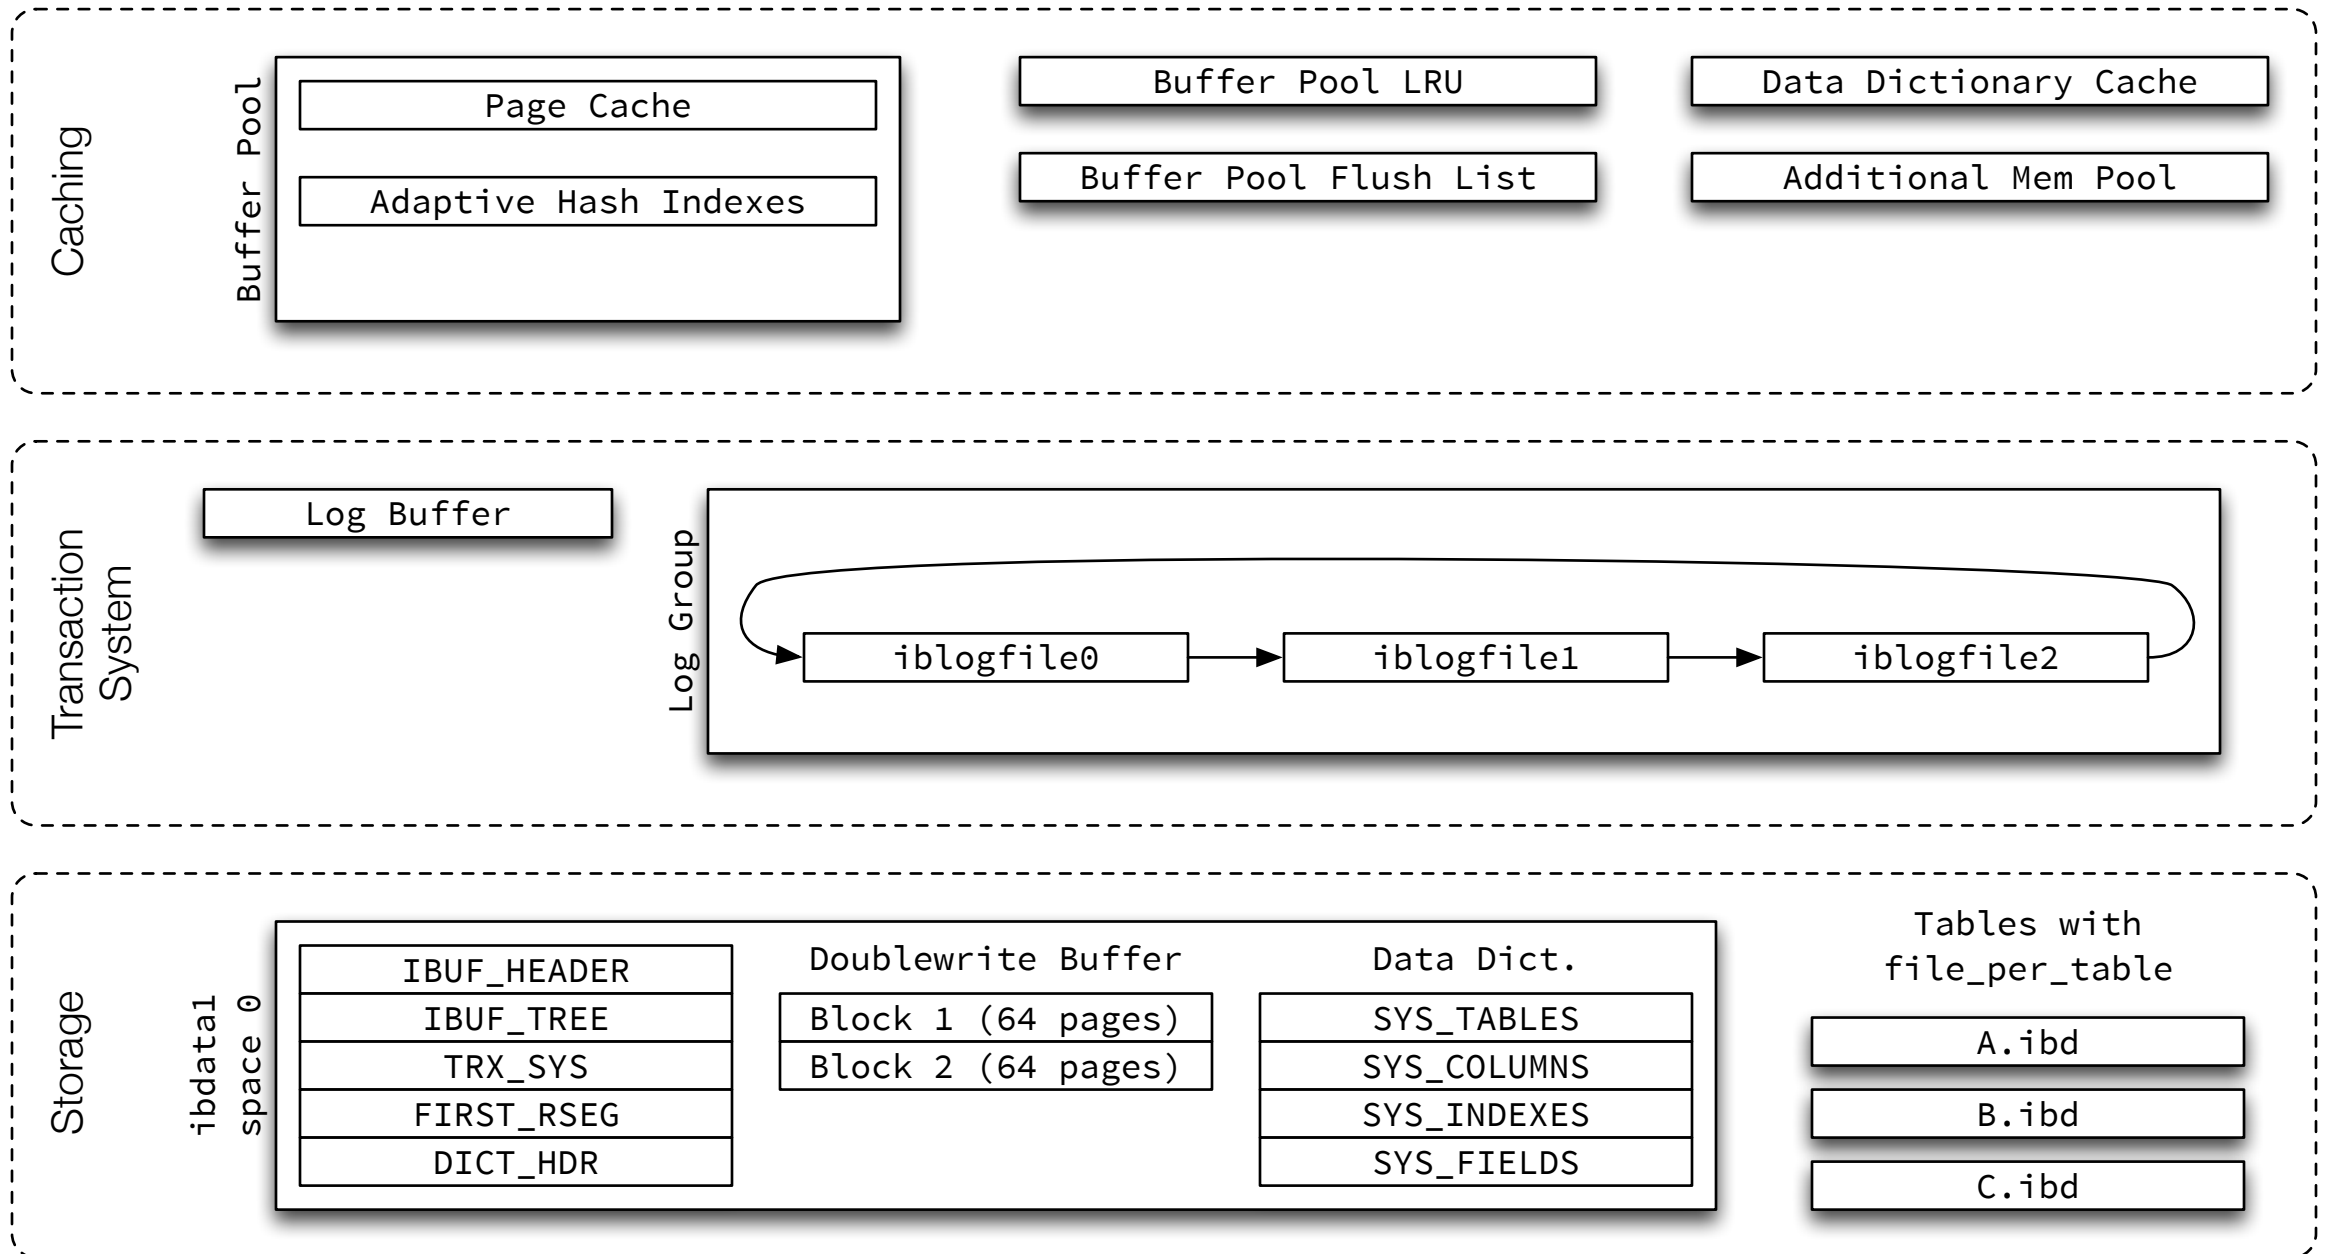 Caching
Buffer Pool
Page Cache
Adaptive Hash Indexes
Buffer Pool LRU
Buffer Pool Flush List
Data Dictionary Cache
Additional Mem Pool
Transaction
System
Log Buffer
Log Group
iblogfile0
iblogfile1
iblogfile2
Storage
ibdata1
space 0
IBUF_HEADER
IBUF_TREE
TRX_SYS
FIRST_RSEG
DICT_HDR
Doublewrite Buffer
Block 1 (64 pages)
Block 2 (64 pages)
Data Dict.
SYS_TABLES
SYS_COLUMNS
SYS_INDEXES
SYS_FIELDS
Tables with
file_per_table
A.ibd
B.ibd
C.ibd